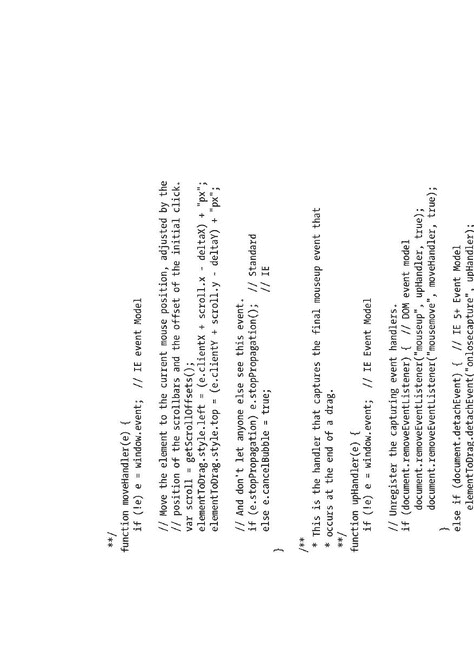 **/
function moveHandler(e) {
    if (!e) e = window.event;  // IE event Model

    // Move the element to the current mouse position, adjusted by the
    // position of the scrollbars and the offset of the initial click.
    var scroll = getScrollOffsets();
    elementToDrag.style.left = (e.clientX + scroll.x - deltaX) + "px";
    elementToDrag.style.top = (e.clientY + scroll.y - deltaY) + "px";

    // And don't let anyone else see this event.
    if (e.stopPropagation) e.stopPropagation();  // Standard
    else e.cancelBubble = true;                  // IE
}

/**
 * This is the handler that captures the final mouseup event that
 * occurs at the end of a drag.
**/
function upHandler(e) {
    if (!e) e = window.event;  // IE Event Model

    // Unregister the capturing event handlers.
    if (document.removeEventListener) {  // DOM event model
        document.removeEventListener("mouseup", upHandler, true);
        document.removeEventListener("mousemove", moveHandler, true);
    }
    else if (document.detachEvent) {  // IE 5+ Event Model
        elementToDrag.detachEvent("onlosecapture", upHandler);